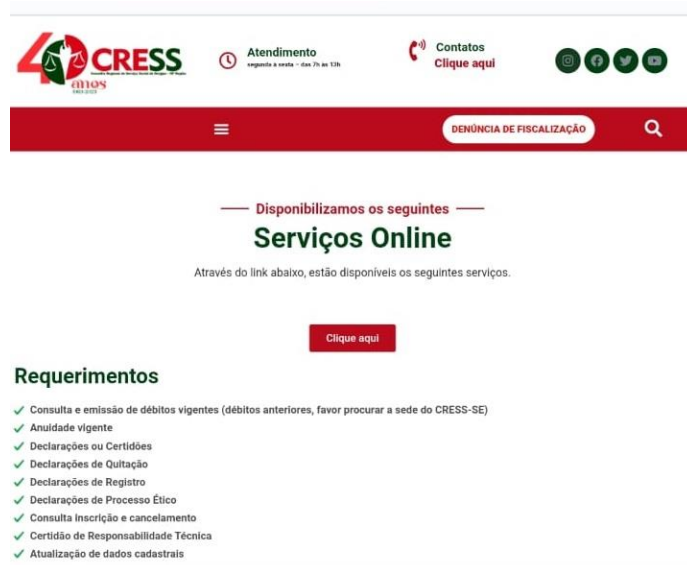 40 CRESS
anos
Atendimento
segunda à sexta – das 7h às 13h
Contatos
Clique aqui
DENÚNCIA DE FISCALIZAÇÃO
Disponibilizamos os seguintes
Serviços Online
Através do link abaixo, estão disponíveis os seguintes serviços.
Clique aqui
Requerimentos
Consulta e emissão de débitos vigentes (débitos anteriores, favor procurar a sede do CRESS-SE)
Anuidade vigente
Declarações ou Certidões
Declarações de Quitação
Declarações de Registro
Declarações de Processo Ético
Consulta inscrição e cancelamento
Certidão de Responsabilidade Técnica
Atualização de dados cadastrais